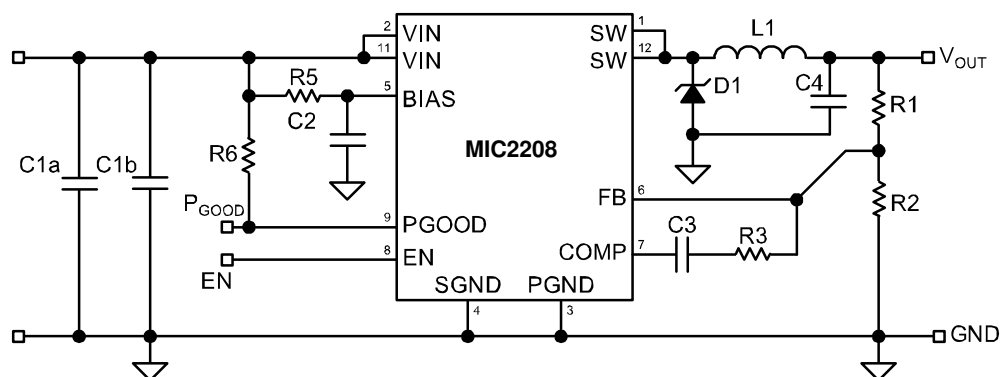 2
VIN
11
VIN
1
SW
12
SW
L1
VOUT
R5
5
BIAS
C2
D1
C4
R1
C1a
C1b
R6
MIC2208
PGOOD
9
PGOOD
8
EN
EN
FB
6
R2
COMP
7
C3
R3
SGND
4
PGND
3
GND